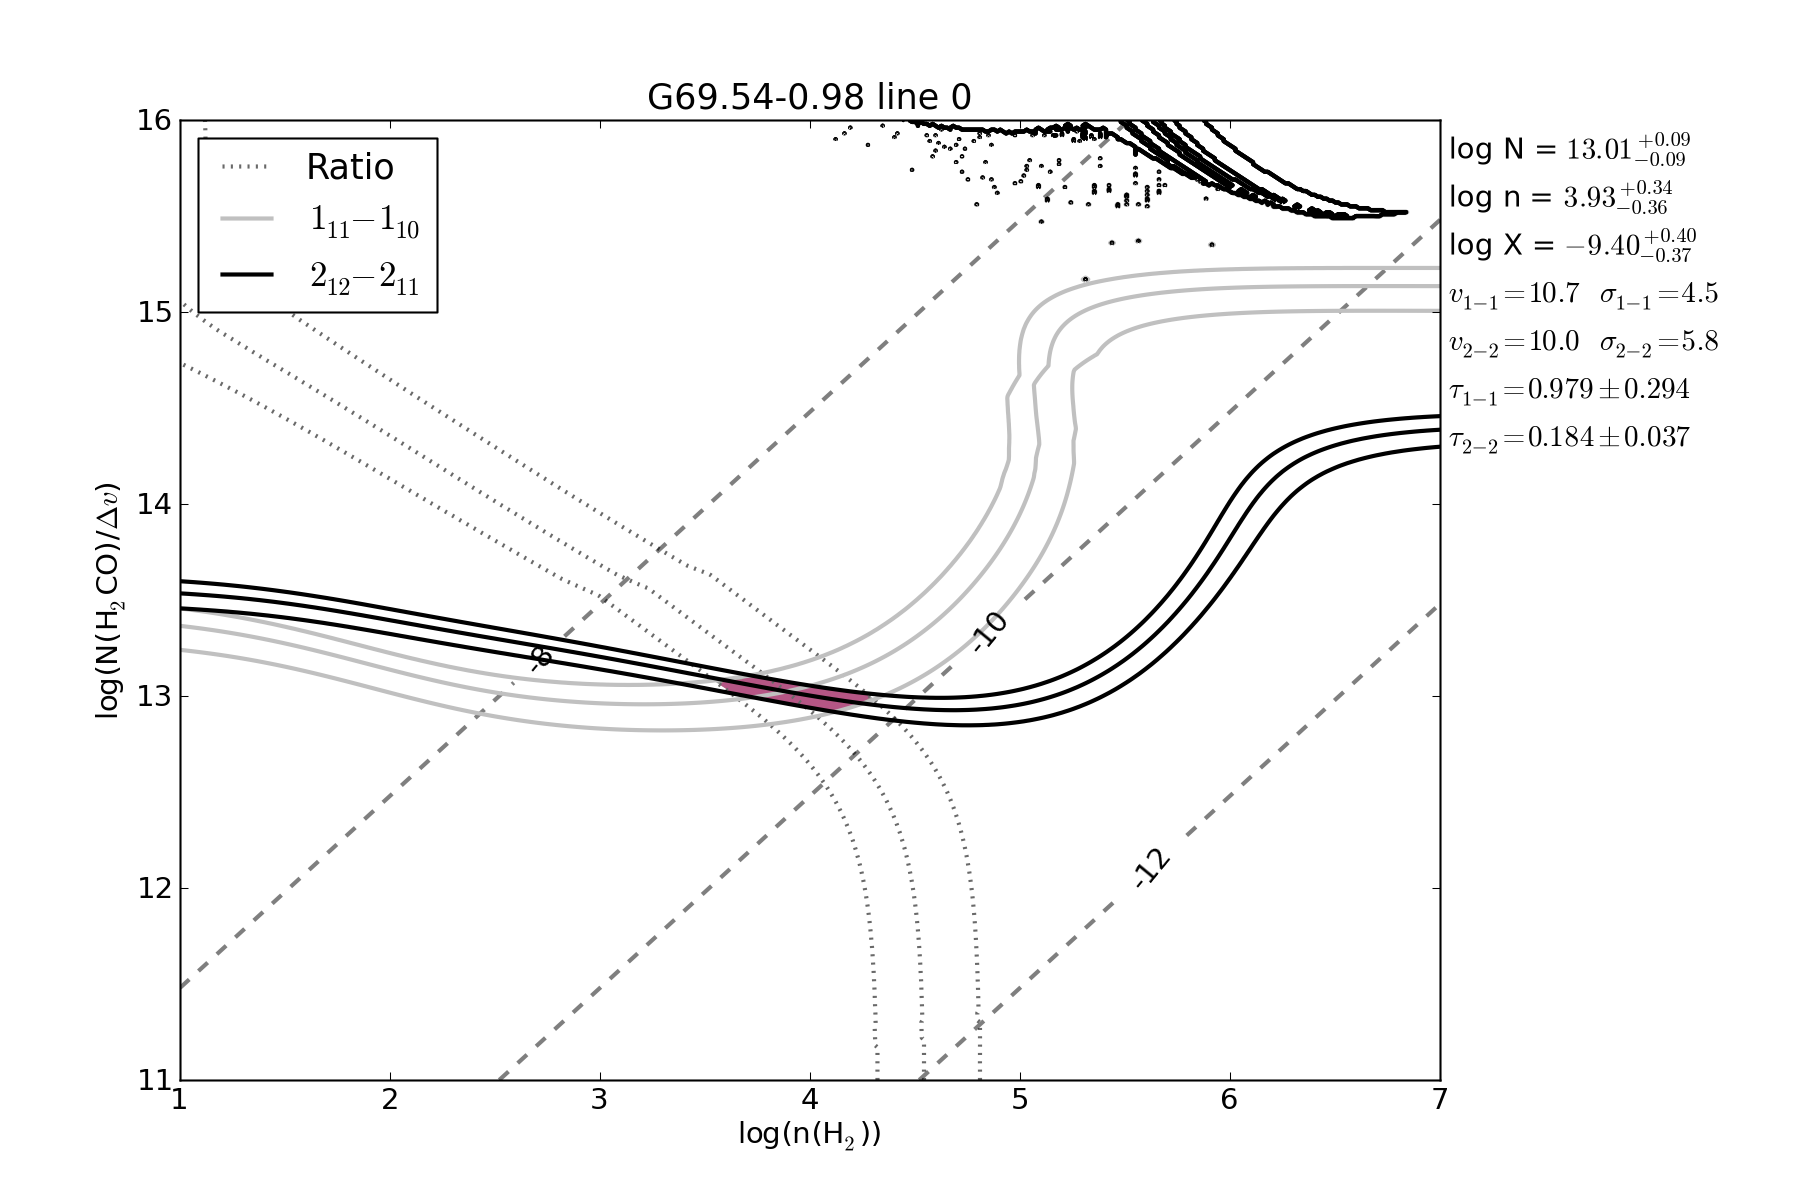 G69.54-0.98 line 0
16
15
14
13
12
11
log(N(H₂CO)/Δv)
Ratio
1₁₁−1₁₀
2₁₂−2₁₁
-8
-10
-12
log N = 13.01 +0.09 −0.09
log n = 3.93 +0.34 −0.36
log X = −9.40 +0.40 −0.37
v₁₋₁=10.7 σ₁₋₁=4.5
v₂₋₂=10.0 σ₂₋₂=5.8
τ₁₋₁=0.979±0.294
τ₂₋₂=0.184±0.037
1 2 3 4 5 6 7
log(n(H₂))